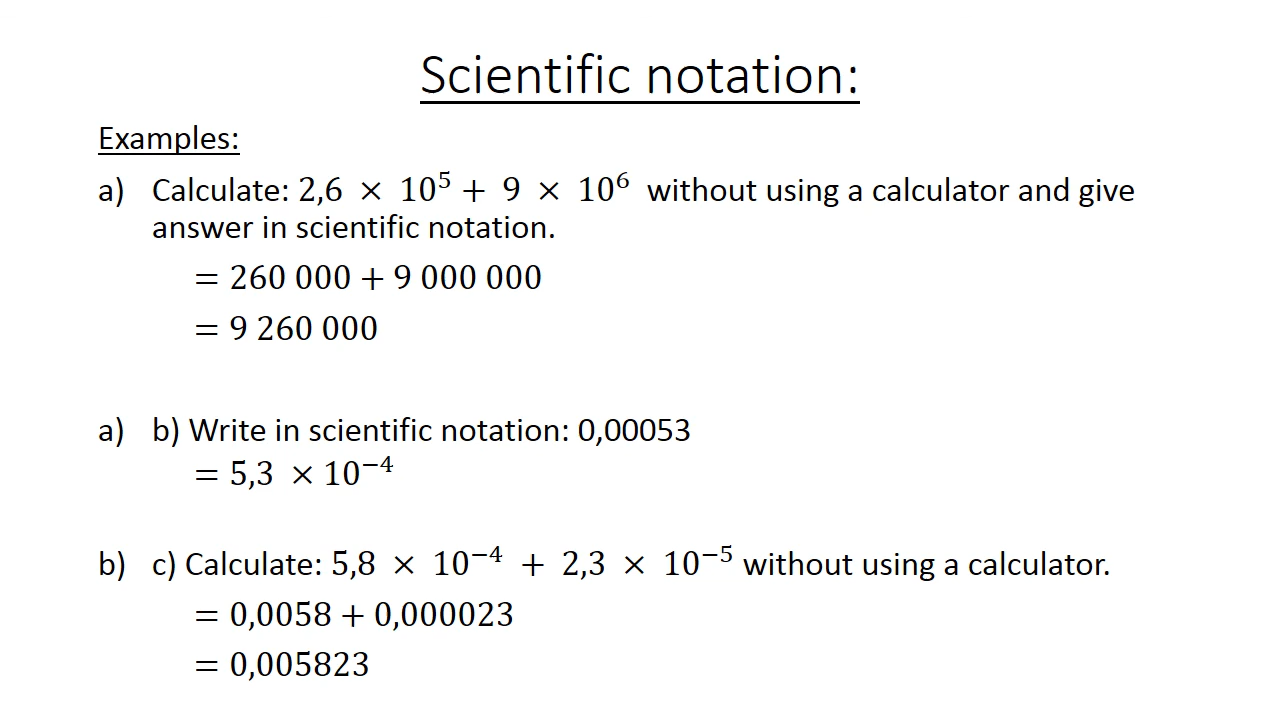 Scientific notation:
Examples:
a) Calculate: 2,6 × 10⁵ + 9 × 10⁶ without using a calculator and give
answer in scientific notation.
= 260 000 + 9 000 000
= 9 260 000
a) b) Write in scientific notation: 0,00053
= 5,3 × 10⁻⁴
b) c) Calculate: 5,8 × 10⁻⁴ + 2,3 × 10⁻⁵ without using a calculator.
= 0,0058 + 0,000023
= 0,005823